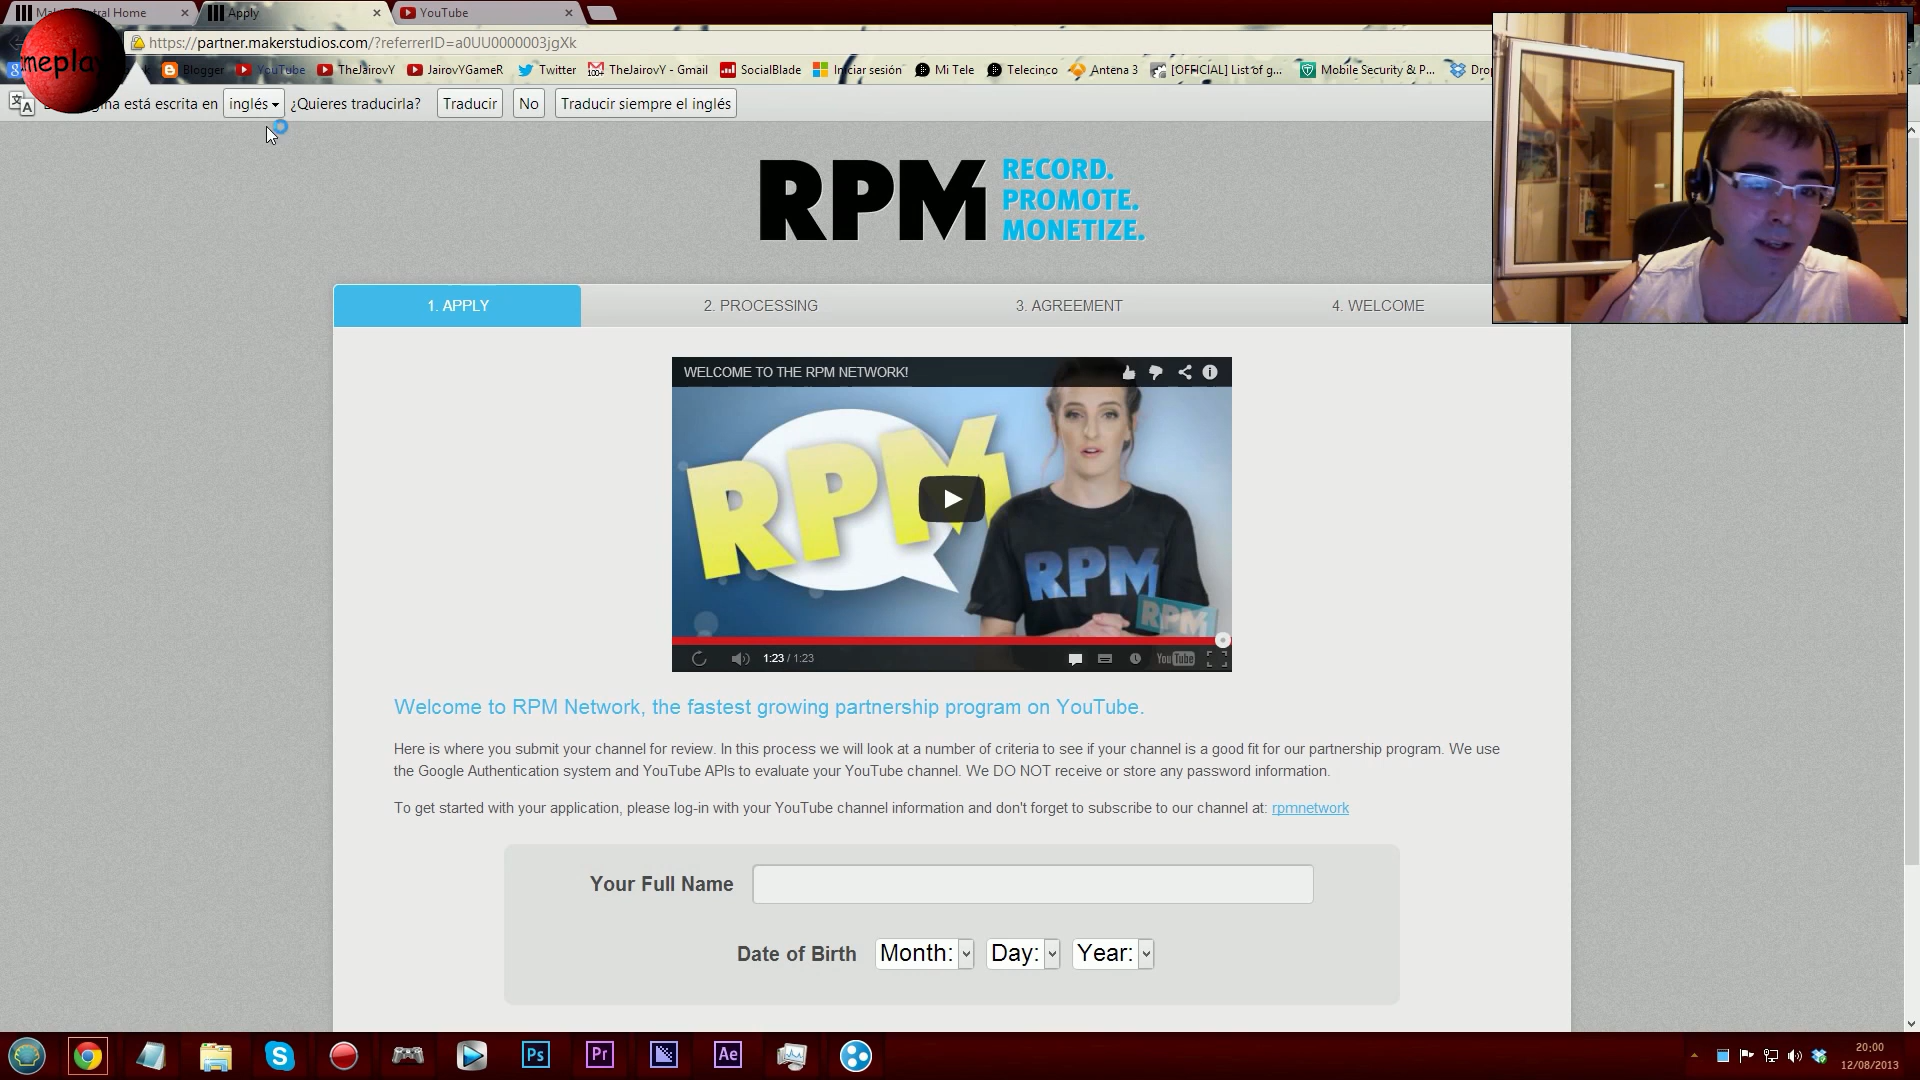 Apply
YouTube
https://partner.makerstudios.com/?referrerID=a0UU0000003jgXk
Blogger
YouTube
TheJairovY
JairovYGameR
Twitter
TheJairovY - Gmail
SocialBlade
Iniciar sesión
Mi Tele
Telecinco
Antena 3
[OFFICIAL] List of g...
Mobile Security & P...
está escrita en inglés ¿Quieres traducirla? Traducir No Traducir siempre el inglés
RPM
RECORD.
PROMOTE.
MONETIZE.
1. APPLY
2. PROCESSING
3. AGREEMENT
4. WELCOME
WELCOME TO THE RPM NETWORK!
RPM
RPM
RPM
1:23 / 1:23
YouTube
Welcome to RPM Network, the fastest growing partnership program on YouTube.
Here is where you submit your channel for review. In this process we will look at a number of criteria to see if your channel is a good fit for our partnership program. We use
the Google Authentication system and YouTube APIs to evaluate your YouTube channel. We DO NOT receive or store any password information.
To get started with your application, please log-in with your YouTube channel information and don't forget to subscribe to our channel at: rpmnetwork
Your Full Name
Date of Birth Month: Day: Year:
Ps
Pr
Ae
20:00
12/08/2013